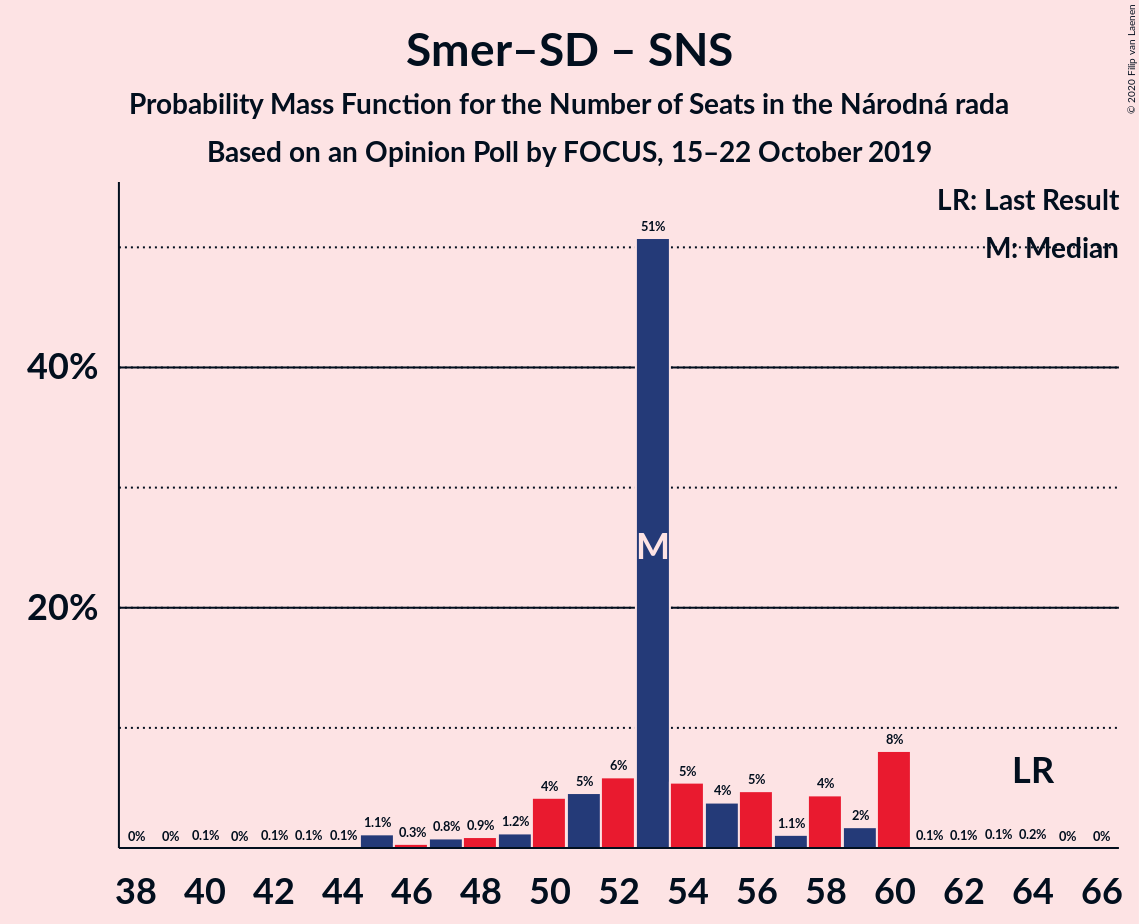 Smer–SD – SNS
Probability Mass Function for the Number of Seats in the Národná rada
Based on an Opinion Poll by FOCUS, 15–22 October 2019
© 2020 Filip van Laenen
LR: Last Result
M: Median
40%
20%
0% 0% 0.1% 0% 0.1% 0.1% 0.1% 1.1% 0.3% 0.8% 0.9% 1.2% 4% 5% 6% 51% 5% 4% 5% 1.1% 4% 2% 8% 0.1% 0.1% 0.1% 0.2% 0% 0%
M
LR
38 40 42 44 46 48 50 52 54 56 58 60 62 64 66